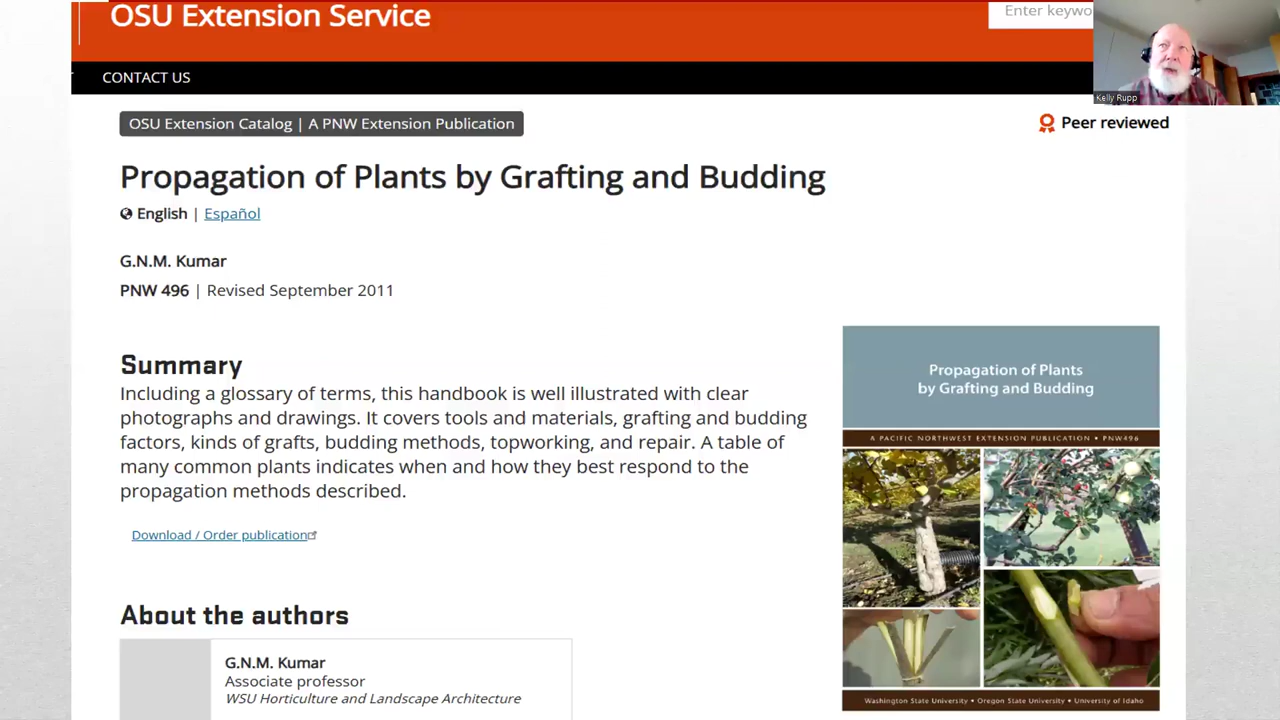 OSU Extension Service
Enter keywo
Kelly Rupp
CONTACT US
OSU Extension Catalog | A PNW Extension Publication
Peer reviewed
Propagation of Plants by Grafting and Budding
English | Español
G.N.M. Kumar
PNW 496 | Revised September 2011
Summary
Including a glossary of terms, this handbook is well illustrated with clear
photographs and drawings. It covers tools and materials, grafting and budding
factors, kinds of grafts, budding methods, topworking, and repair. A table of
many common plants indicates when and how they best respond to the
propagation methods described.
Download / Order publication
Propagation of Plants
by Grafting and Budding
A PACIFIC NORTHWEST EXTENSION PUBLICATION • PNW496
Washington State University • Oregon State University • University of Idaho
About the authors
G.N.M. Kumar
Associate professor
WSU Horticulture and Landscape Architecture